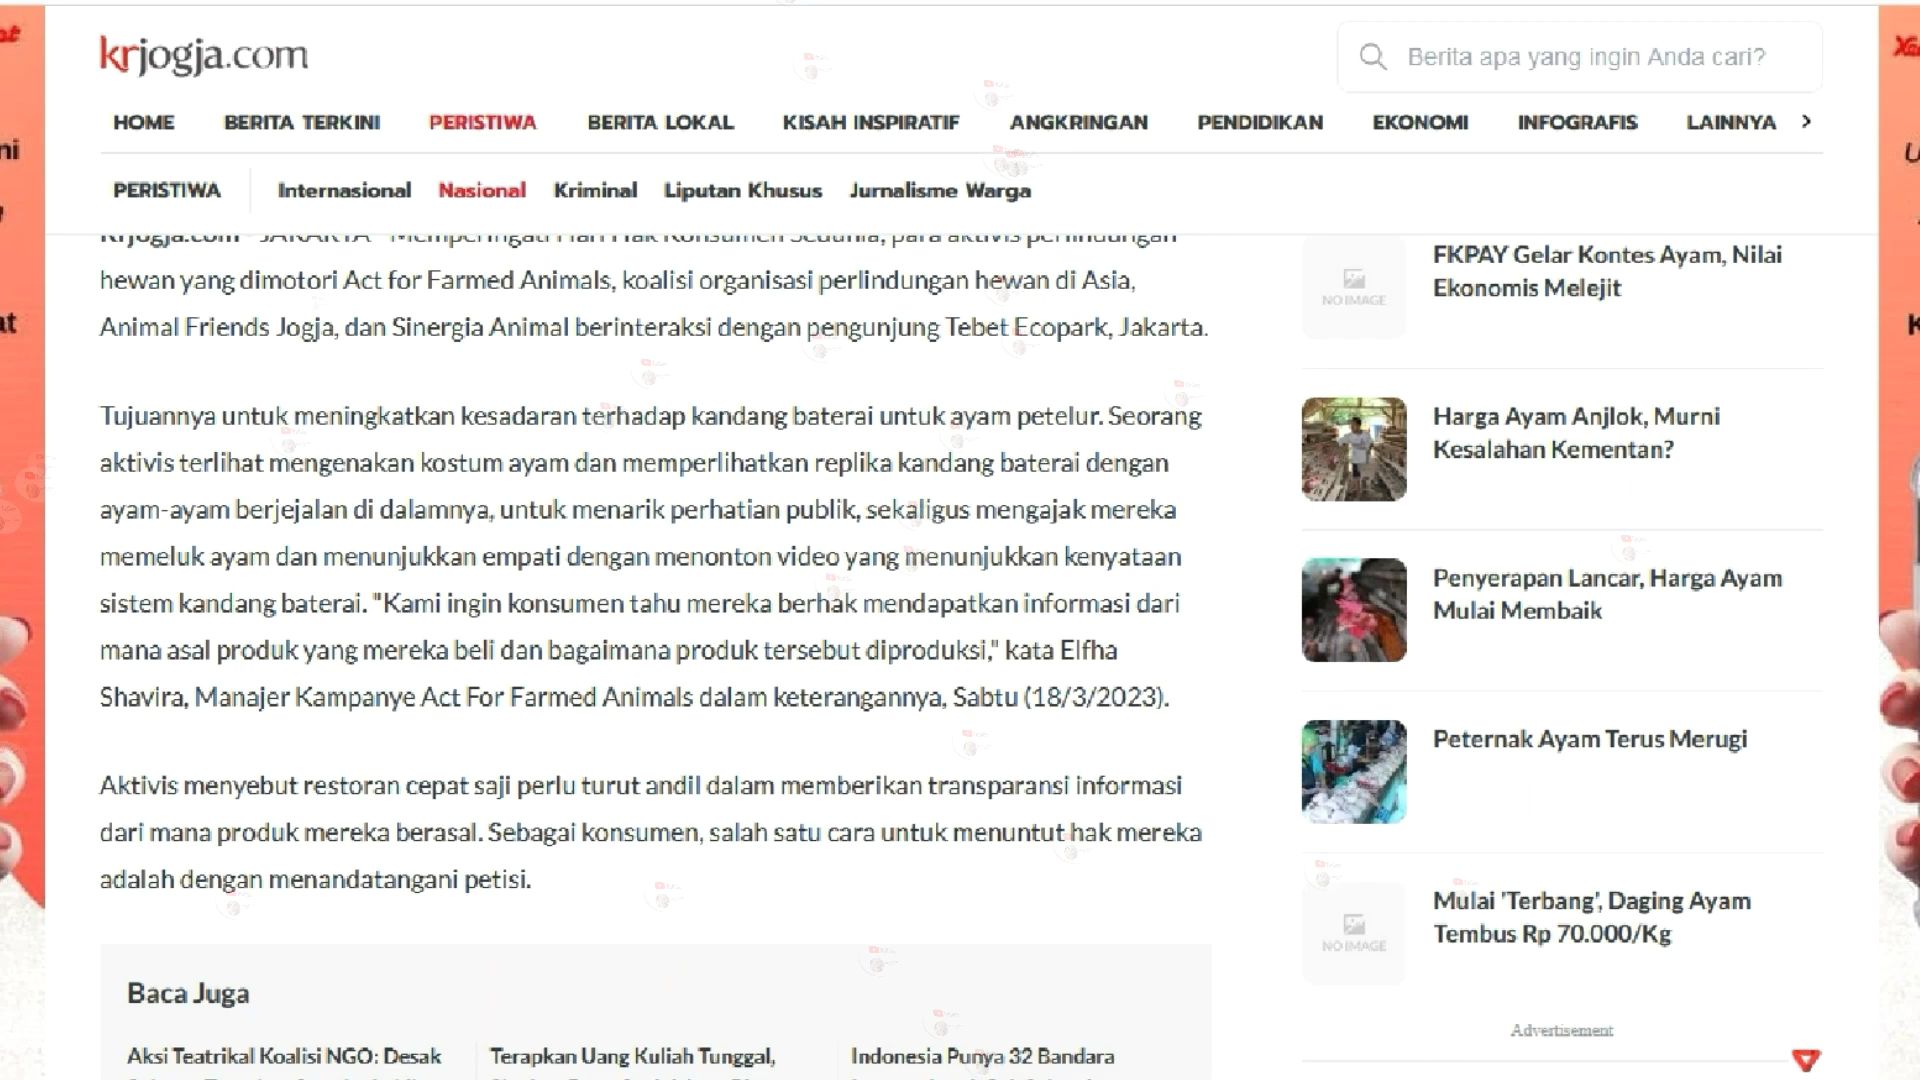 krjogja.com
Berita apa yang ingin Anda cari?
HOME BERITA TERKINI PERISTIWA BERITA LOKAL KISAH INSPIRATIF ANGKRINGAN PENDIDIKAN EKONOMI INFOGRAFIS LAINNYA
PERISTIWA Internasional Nasional Kriminal Liputan Khusus Jurnalisme Warga
Krjogja.com - JAKARTA - Memperingati Hari Hak Konsumen Sedunia, para aktivis perlindungan
hewan yang dimotori Act for Farmed Animals, koalisi organisasi perlindungan hewan di Asia,
Animal Friends Jogja, dan Sinergia Animal berinteraksi dengan pengunjung Tebet Ecopark, Jakarta.
Tujuannya untuk meningkatkan kesadaran terhadap kandang baterai untuk ayam petelur. Seorang
aktivis terlihat mengenakan kostum ayam dan memperlihatkan replika kandang baterai dengan
ayam-ayam berjejalan di dalamnya, untuk menarik perhatian publik, sekaligus mengajak mereka
memeluk ayam dan menunjukkan empati dengan menonton video yang menunjukkan kenyataan
sistem kandang baterai. "Kami ingin konsumen tahu mereka berhak mendapatkan informasi dari
mana asal produk yang mereka beli dan bagaimana produk tersebut diproduksi," kata Elfha
Shavira, Manajer Kampanye Act For Farmed Animals dalam keterangannya, Sabtu (18/3/2023).
Aktivis menyebut restoran cepat saji perlu turut andil dalam memberikan transparansi informasi
dari mana produk mereka berasal. Sebagai konsumen, salah satu cara untuk menuntut hak mereka
adalah dengan menandatangani petisi.
Baca Juga
Aksi Teatrikal Koalisi NGO: Desak
Terapkan Uang Kuliah Tunggal,
Indonesia Punya 32 Bandara
NO IMAGE
FKPAY Gelar Kontes Ayam, Nilai
Ekonomis Melejit
Harga Ayam Anjlok, Murni
Kesalahan Kementan?
Penyerapan Lancar, Harga Ayam
Mulai Membaik
Peternak Ayam Terus Merugi
NO IMAGE
Mulai 'Terbang', Daging Ayam
Tembus Rp 70.000/Kg
Advertisement